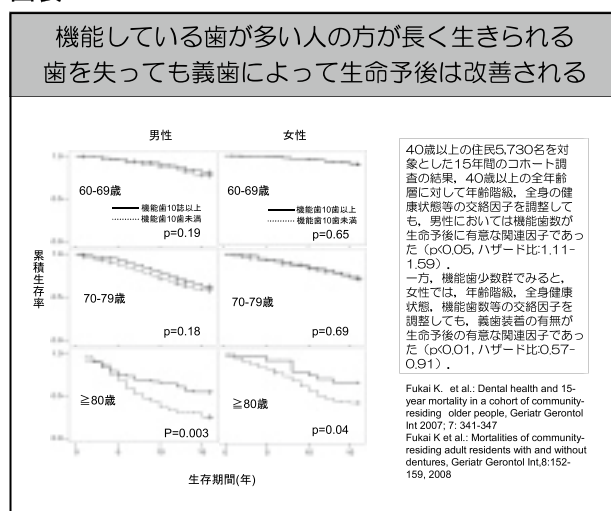 機能している歯が多い人の方が長く生きられる
歯を失っても義歯によって生命予後は改善される
男性
女性
60-69歳
機能歯10誌以上
機能歯10歯未満
p=0.19
60-69歳
機能歯10歯以上
機能歯10歯未満
p=0.65
累積生存率
70-79歳
p=0.18
70-79歳
p=0.69
≧80歳
P=0.003
≧80歳
p=0.04
生存期間(年)
40歳以上の住民5,730名を対
象とした15年間のコホート調
査の結果，40歳以上の全年齢
層に対して年齢階級，全身の健
康状態等の交絡因子を調整して
も，男性においては機能歯数が
生命予後に有意な関連因子であっ
た（p<0.05，ハザード比:1.11-
1.59）．
一方，機能歯少数群でみると，
女性では，年齢階級，全身健康
状態，機能歯数等の交絡因子を
調整しても，義歯装着の有無が
生命予後の有意な関連因子であっ
た（p<0.01，ハザード比:0.57-
0.91）．
Fukai K. et al.: Dental health and 15-
year mortality in a cohort of community-
residing older people, Geriatr Gerontol
Int 2007; 7: 341-347
Fukai K et al.: Mortalities of community-
residing adult residents with and without
dentures, Geriatr Gerontol Int,8:152-
159, 2008